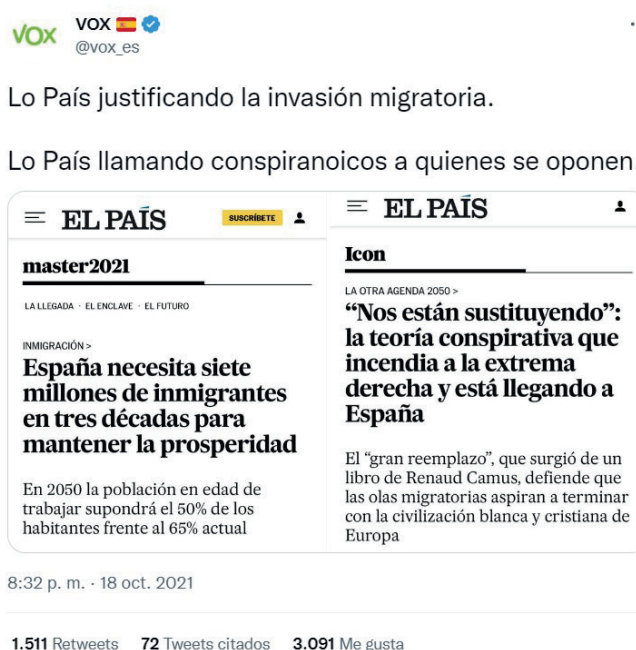 VOX
VOX 🇪🇸
@vox_es
Lo País justificando la invasión migratoria.
Lo País llamando conspiranoicos a quienes se oponen
EL PAÍS
SUSCRÍBETE
master2021
LA LLEGADA · EL ENCLAVE · EL FUTURO
INMIGRACIÓN >
España necesita siete
millones de inmigrantes
en tres décadas para
mantener la prosperidad
En 2050 la población en edad de
trabajar supondrá el 50% de los
habitantes frente al 65% actual
EL PAÍS
Icon
LA OTRA AGENDA 2050 >
“Nos están sustituyendo”:
la teoría conspirativa que
incendia a la extrema
derecha y está llegando a
España
El “gran reemplazo”, que surgió de un
libro de Renaud Camus, defiende que
las olas migratorias aspiran a terminar
con la civilización blanca y cristiana de
Europa
8:32 p. m. · 18 oct. 2021
1.511 Retweets 72 Tweets citados 3.091 Me gusta